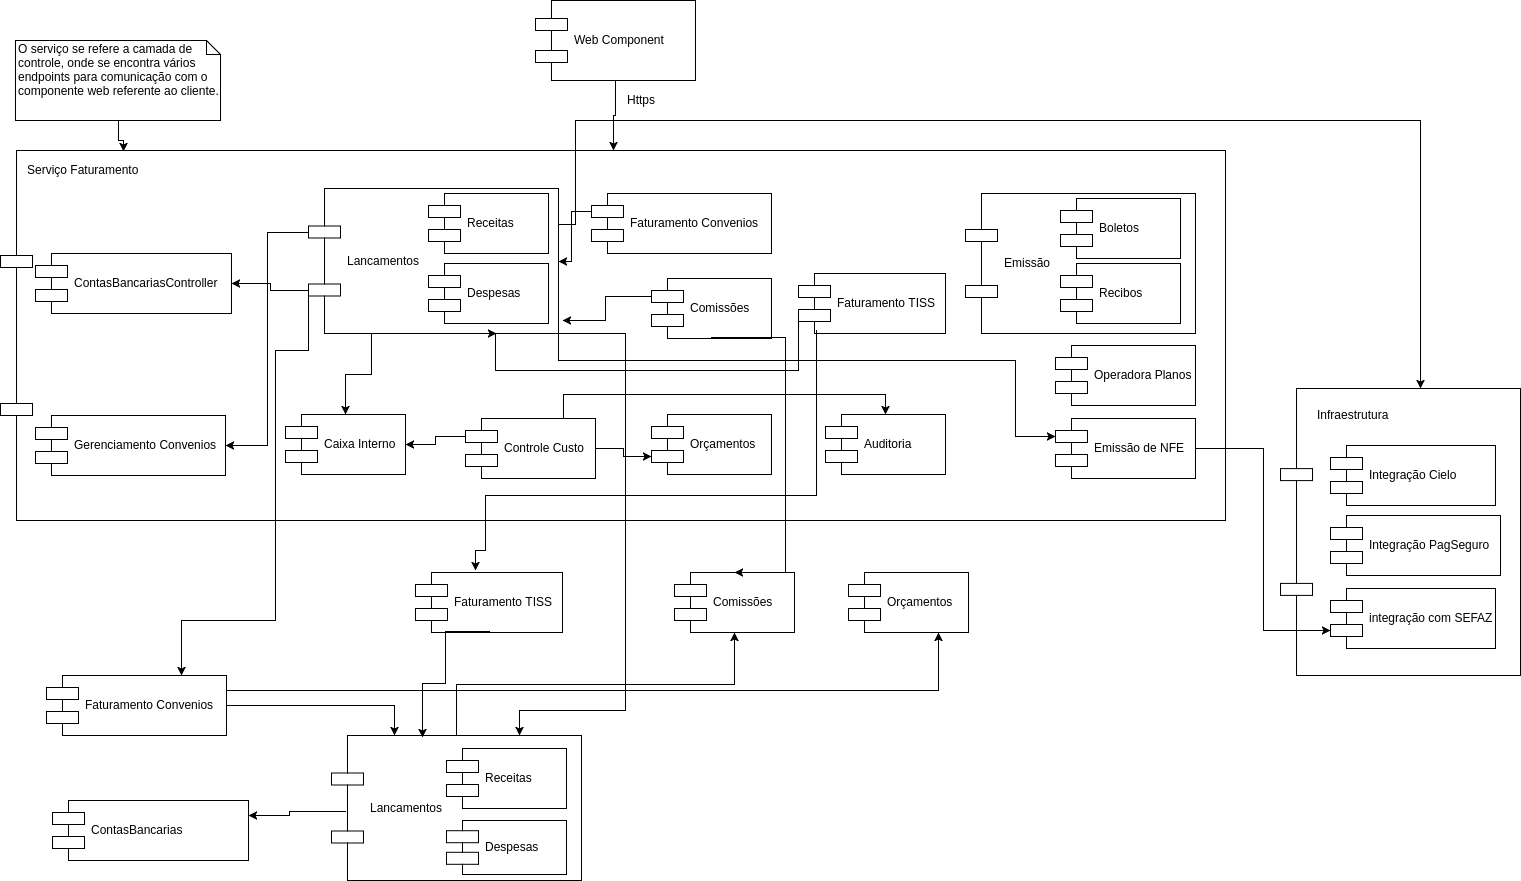 Web Component
O serviço se refere a camada de
controle, onde se encontra vários
endpoints para comunicação com o
componente web referente ao cliente.
Https
Serviço Faturamento
Receitas
Faturamento Convenios
Boletos
Lancamentos
Emissão
ContasBancariasController
Despesas
Comissões
Faturamento TISS
Recibos
Operadora Planos
Infraestrutura
Gerenciamento Convenios
Caixa Interno
Controle Custo
Orçamentos
Auditoria
Emissão de NFE
Integração Cielo
Integração PagSeguro
integração com SEFAZ
Faturamento TISS
Comissões
Orçamentos
Faturamento Convenios
Receitas
Lancamentos
ContasBancarias
Despesas